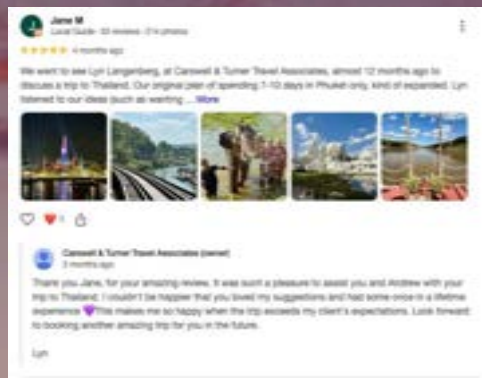 Jane M
Local Guide · 53 reviews · 214 photos
4 months ago
We went to see Lyn Langenberg, at Carswell & Turner Travel Associates, almost 12 months ago to
discuss a trip to Thailand. Our original plan of spending 7-10 days in Phuket only, kind of expanded. Lyn
listened to our ideas (such as wanting ... More
(owner)
3 months ago
Thank you Jane, for your amazing review. It was such a pleasure to assist you and Andrew with your
trip to Thailand. I couldn't be happier that you loved my suggestions and had some once-in a lifetime
experience 💜This makes me so happy when the trip exceeds my client's expectations. Look forward
to booking another amazing trip for you in the future.
Lyn